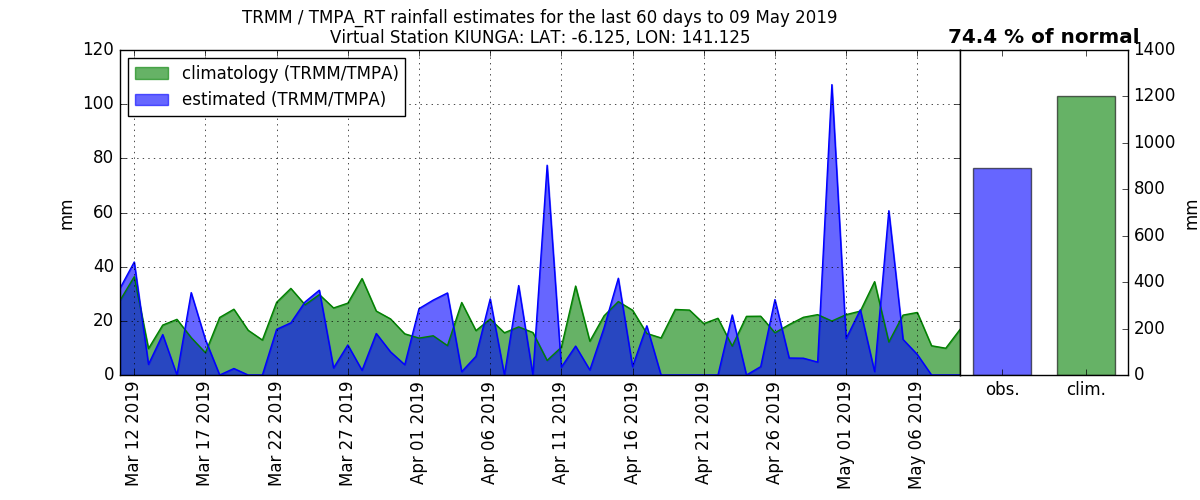 TRMM / TMPA_RT rainfall estimates for the last 60 days to 09 May 2019
Virtual Station KIUNGA: LAT: -6.125, LON: 141.125
74.4 % of normal
climatology (TRMM/TMPA)
estimated (TRMM/TMPA)
120
100
80
60
40
20
0
mm
Mar 12 2019
Mar 17 2019
Mar 22 2019
Mar 27 2019
Apr 01 2019
Apr 06 2019
Apr 11 2019
Apr 16 2019
Apr 21 2019
Apr 26 2019
May 01 2019
May 06 2019
obs.
clim.
1400
1200
1000
800
600
400
200
0
mm